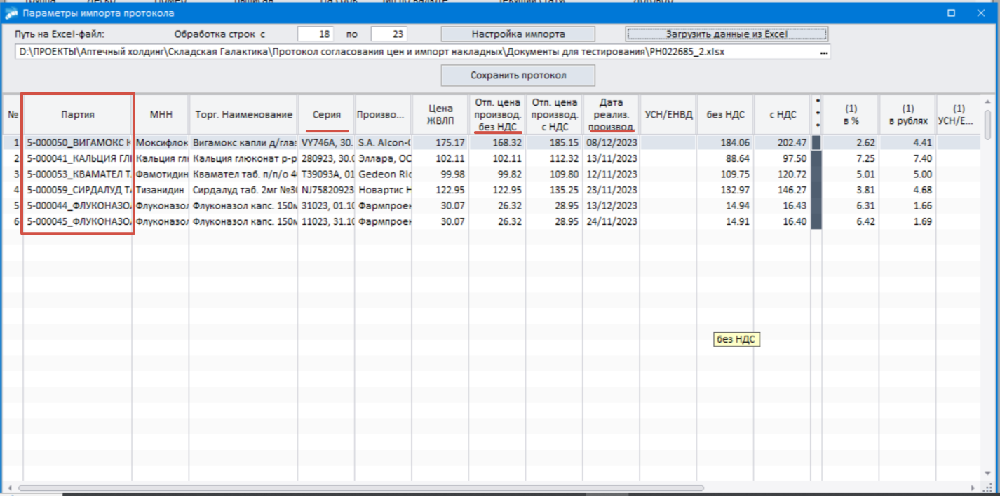 Параметры импорта протокола
Путь на Excel-файл: Обработка строк с 18 по 23 Настройка импорта Загрузить данные из Excel
D:\ПРОЕКТЫ\Аптечный холдинг\Складская Галактика\Протокол согласования цен и импорт накладных\Документы для тестирования\РН022685_2.xlsx ...
Сохранить протокол
№ Партия МНН Торг. Наименование Серия Произво... Цена ЖВЛП Отп. цена производ. без НДС Отп. цена производ. с НДС Дата реализ. производ. УСН/ЕНВД без НДС с НДС (1) в % (1) в рублях (1) УСН/Е...
1 5-000050_ВИГАМОКС К Моксифлок Вигамокс капли д/глаз VY746A, 30. S.A. Alcon-C 175.17 168.32 185.15 08/12/2023 184.06 202.47 2.62 4.41
2 5-000041_КАЛЬЦИЯ ГЛЮ Кальция глю Кальция глюконат р-р 280923, 30.0 Эллара, ОО 102.11 102.11 112.32 13/11/2023 88.64 97.50 7.25 7.40
3 5-000053_КВАМАТЕЛ Т. Фамотидин Квамател таб. п/п/о 40 T39093A, 01 Gedeon Ric 99.98 99.82 109.80 12/11/2023 109.75 120.72 5.01 5.00
4 5-000059_СИРДАЛУД ТА Тизанидин Сирдалуд таб. 2мг №30 NJ75820923 Новартис Н 122.95 122.95 135.25 23/11/2023 132.97 146.27 3.81 4.68
5 5-000044_ФЛУКОНАЗОЛ Флуконазол Флуконазол капс. 150м 31023, 01.10 Фармпроек 30.07 26.32 28.95 13/12/2023 14.94 16.43 6.31 1.66
6 5-000045_ФЛУКОНАЗОЛ Флуконазол Флуконазол капс. 150м 11023, 31.10 Фармпроек 30.07 26.32 28.95 24/11/2023 14.91 16.40 6.42 1.69
без НДС